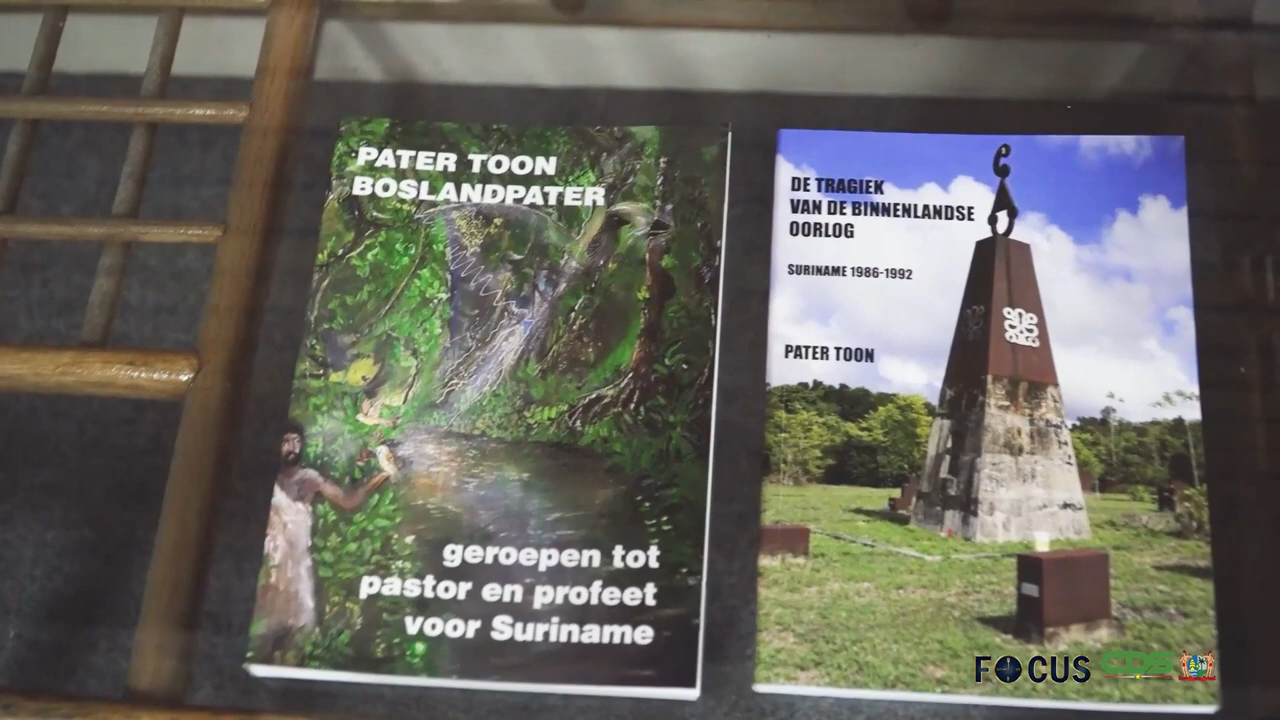 PATER TOON
BOSLANDPATER
geroepen tot
pastor en profeet
voor Suriname
DE TRAGIEK
VAN DE BINNENLANDSE
OORLOG
SURINAME 1986-1992
PATER TOON
FOCUS CDS